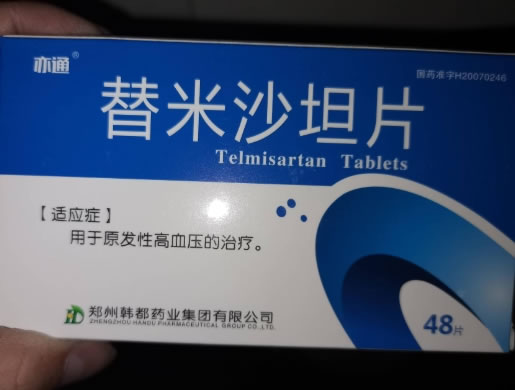 亦通®
国药准字H20070246
替米沙坦片
Telmisartan Tablets
【适应症】
用于原发性高血压的治疗。
郑州韩都药业集团有限公司
ZHENGZHOU HANDU PHARMACEUTICAL GROUP CO.,LTD.
48片